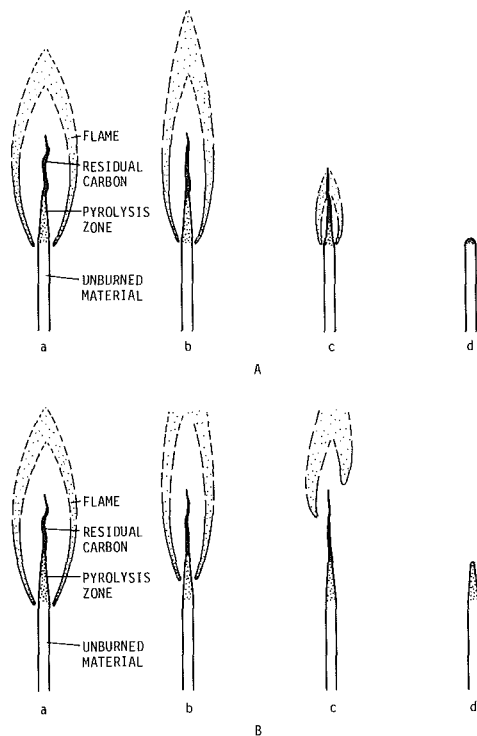 FLAME
RESIDUAL
CARBON
PYROLYSIS
ZONE
UNBURNED
MATERIAL
a
b
c
d
A
FLAME
RESIDUAL
CARBON
PYROLYSIS
ZONE
UNBURNED
MATERIAL
a
b
c
d
B